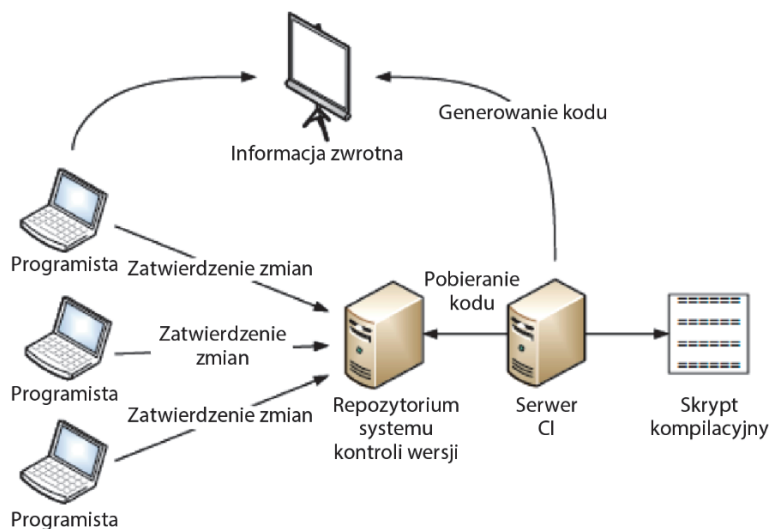 Generowanie kodu
Informacja zwrotna
Programista
Zatwierdzenie zmian
Pobieranie
kodu
Zatwierdzenie
zmian
Programista
Repozytorium
systemu
kontroli wersji
Serwer
CI
Skrypt
kompilacyjny
Zatwierdzenie zmian
Programista